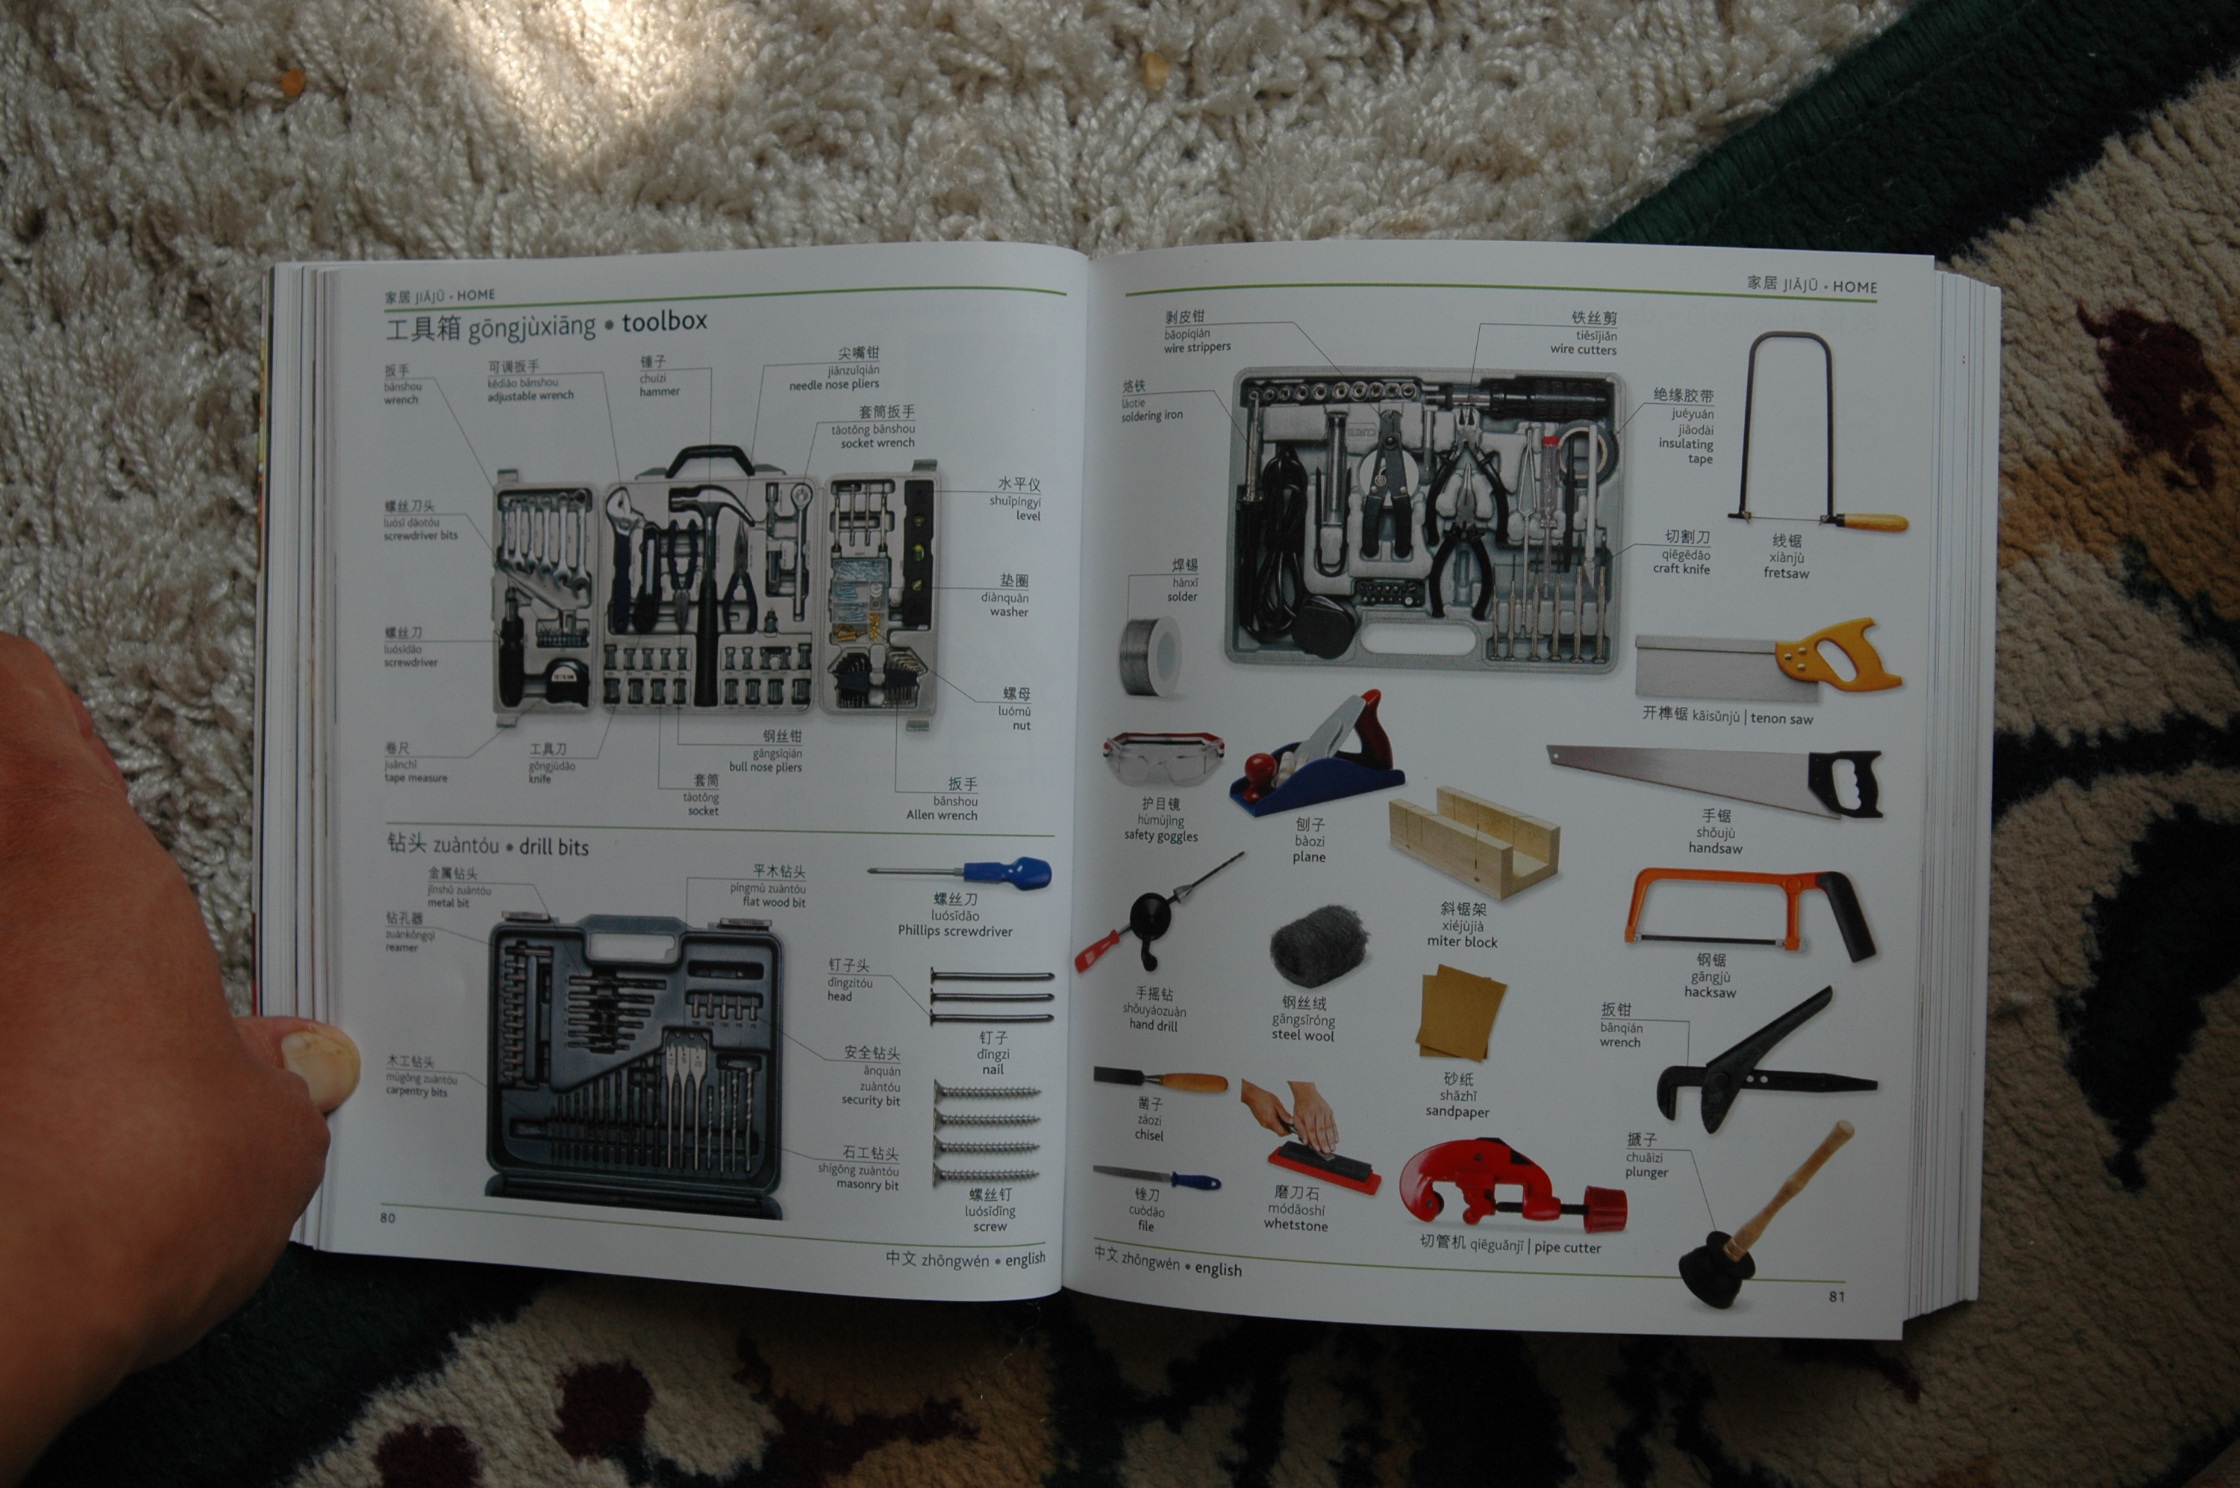 家居 JIĀJŪ • HOME
工具箱 gōngjùxiāng • toolbox
扳手
bānshou
wrench
可调扳手
kědiào bānshou
adjustable wrench
锤子
chuízi
hammer
尖嘴钳
jiānzuǐqián
needle nose pliers
套筒扳手
tàotǒng bānshou
socket wrench
水平仪
shuǐpíngyí
level
垫圈
diànquān
washer
螺母
luómǔ
nut
扳手
bānshou
Allen wrench
螺丝刀头
luósī dāotóu
screwdriver bits
螺丝刀
luósīdāo
screwdriver
卷尺
juǎnchǐ
tape measure
工具刀
gōngjùdāo
knife
套筒
tàotǒng
socket
钢丝钳
gāngsīqián
bull nose pliers
钻头 zuàntóu • drill bits
金属钻头
jīnshǔ zuàntóu
metal bit
平木钻头
píngmù zuàntóu
flat wood bit
钻孔器
zuānkǒngqì
reamer
木工钻头
mùgōng zuàntóu
carpentry bits
安全钻头
ānquán
zuàntóu
security bit
石工钻头
shígōng zuàntóu
masonry bit
螺丝刀
luósīdāo
Phillips screwdriver
钉子头
dīngzitóu
head
钉子
dīngzi
nail
螺丝钉
luósīdīng
screw
80
中文 zhōngwén • english
家居 JIĀJŪ • HOME
剥皮钳
bāopíqián
wire strippers
铁丝剪
tiěsījiǎn
wire cutters
绝缘胶带
juéyuán
jiāodài
insulating
tape
烙铁
làotie
soldering iron
焊锡
hànxī
solder
切割刀
qiēgēdāo
craft knife
线锯
xiànjù
fretsaw
开榫锯 kāisǔnjù | tenon saw
手锯
shǒujù
handsaw
钢锯
gāngjù
hacksaw
扳钳
bānqián
wrench
搋子
chuāizi
plunger
护目镜
hùmùjìng
safety goggles
刨子
bàozi
plane
斜锯架
xiéjùjià
miter block
手摇钻
shǒuyáozuàn
hand drill
钢丝绒
gāngsīróng
steel wool
砂纸
shāzhǐ
sandpaper
凿子
záozi
chisel
锉刀
cuòdāo
file
磨刀石
módāoshí
whetstone
切管机 qiēguǎnjī | pipe cutter
中文 zhōngwén • english
81